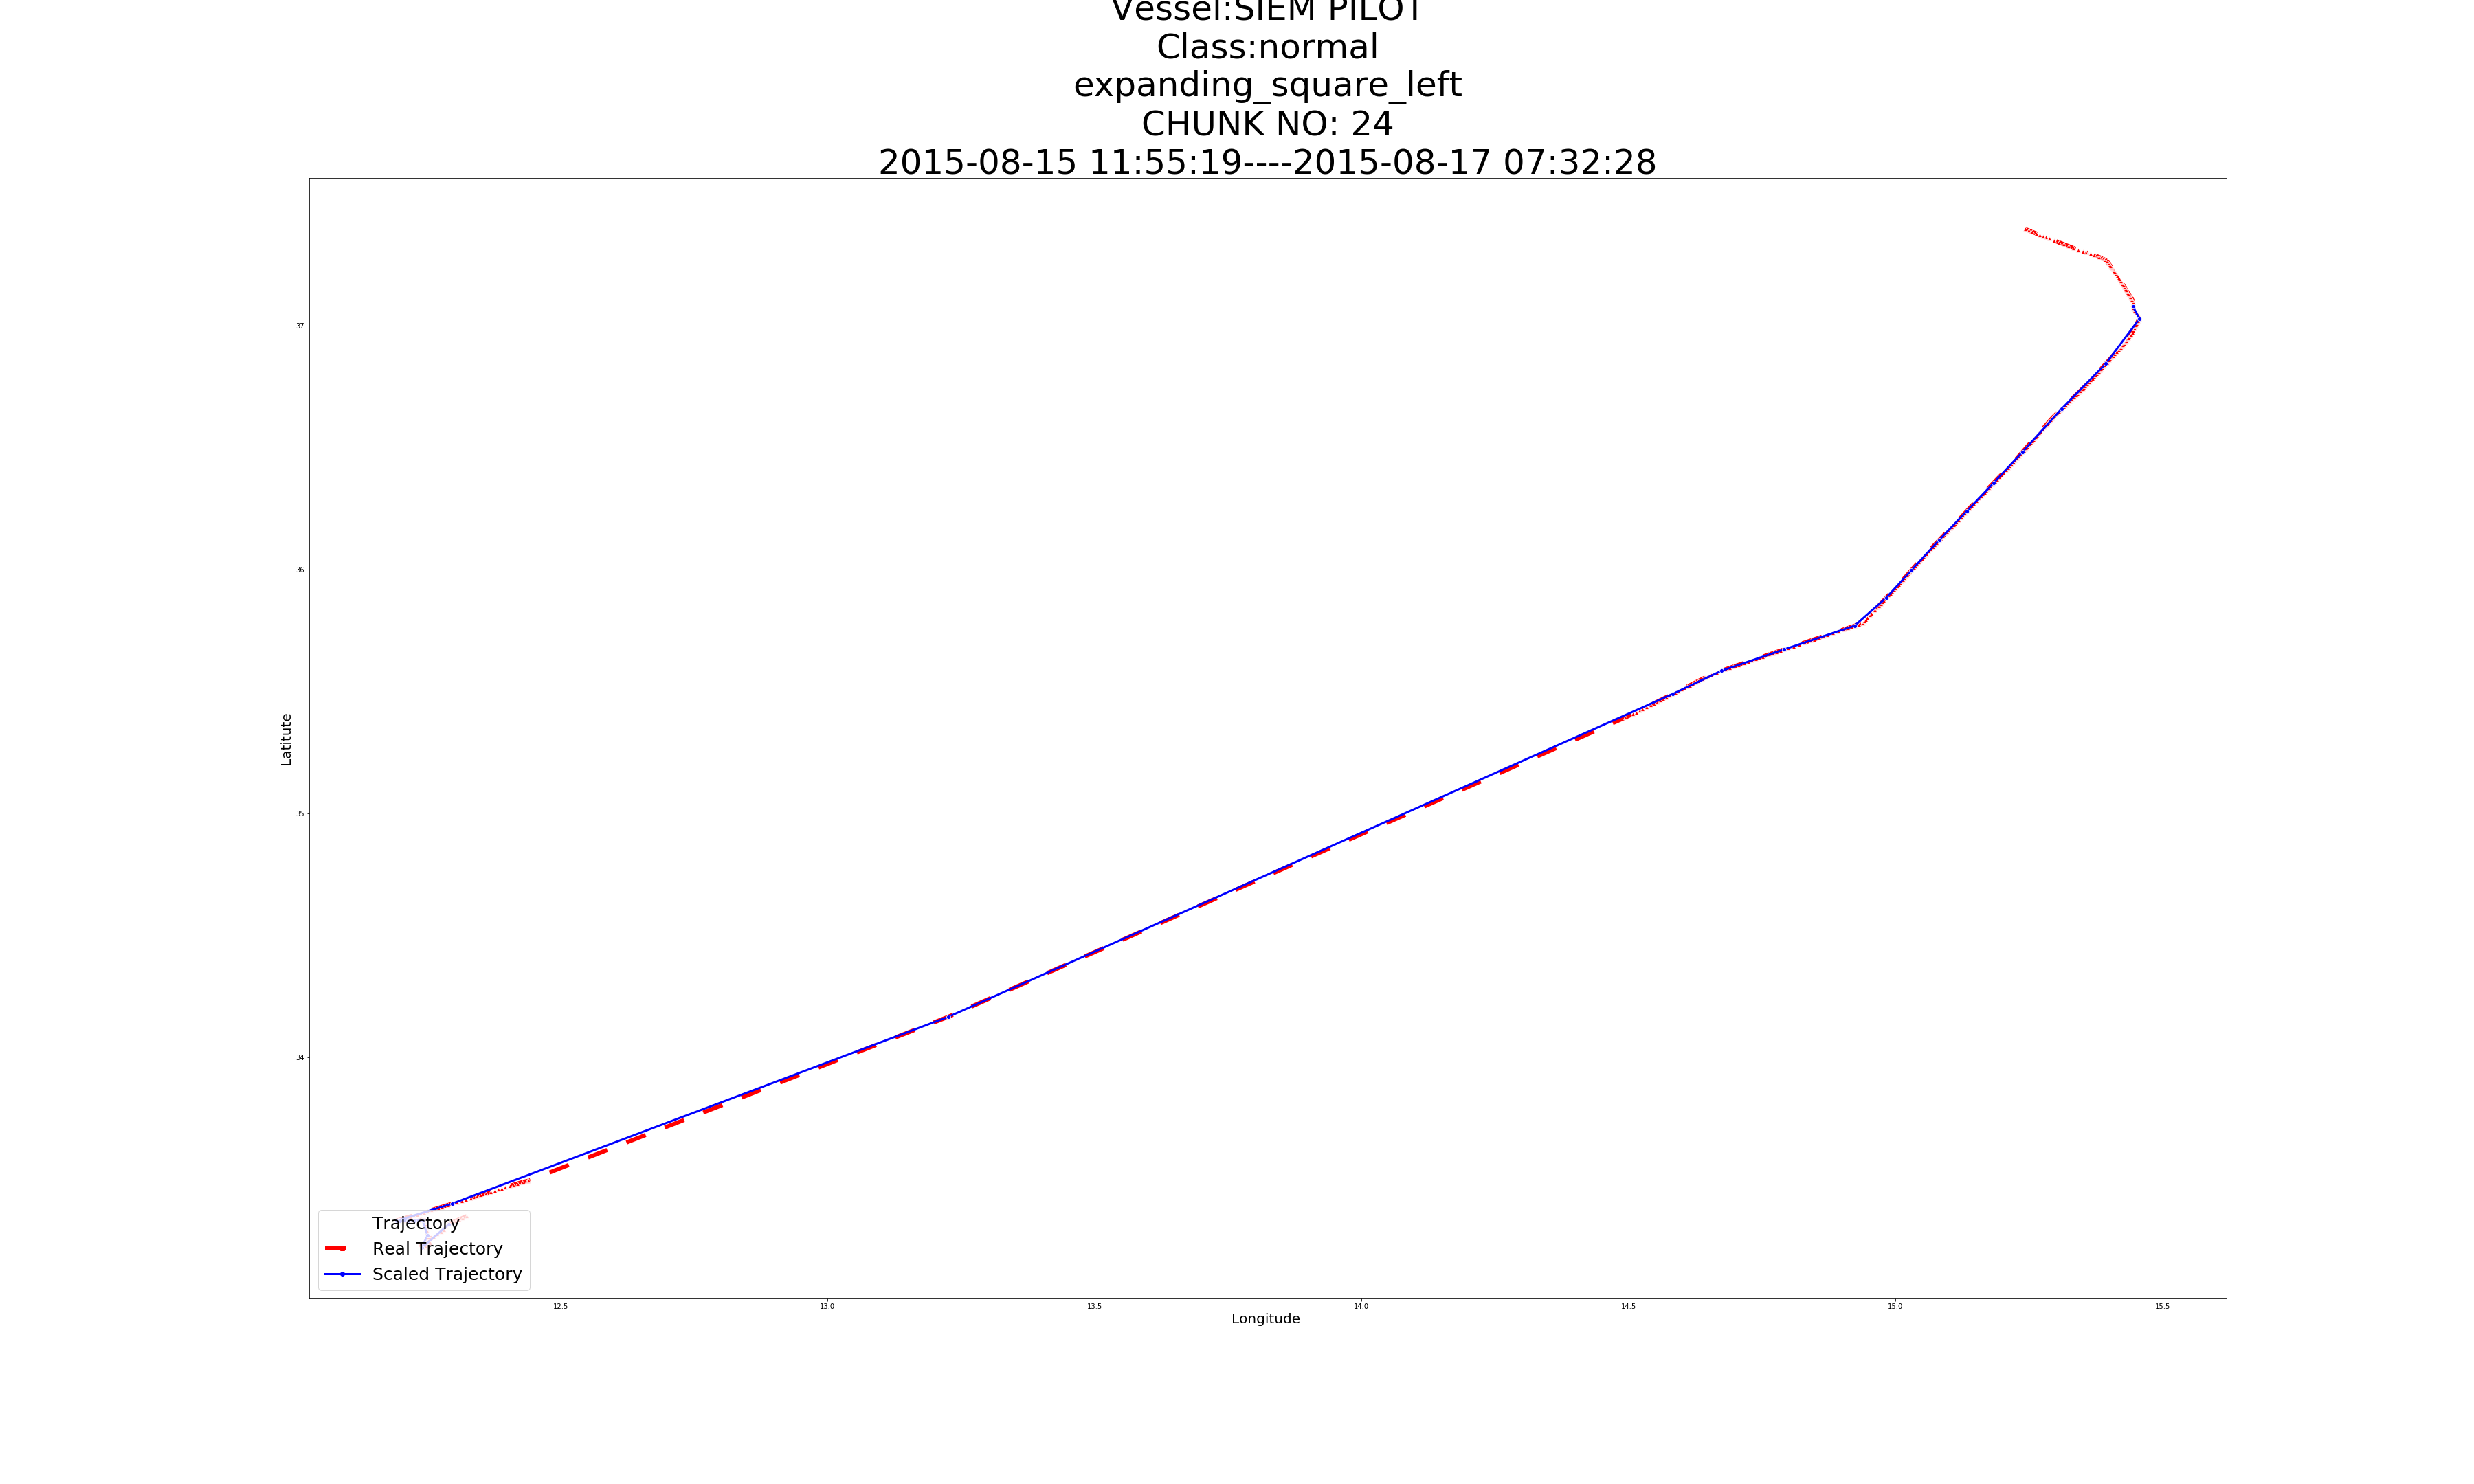 Vessel:SIEM PILOT
Class:normal
expanding_square_left
CHUNK NO: 24
2015-08-15 11:55:19----2015-08-17 07:32:28
37
36
35
34
Latitute
Trajectory
Real Trajectory
Scaled Trajectory
12.5 13.0 13.5 14.0 14.5 15.0 15.5
Longitude